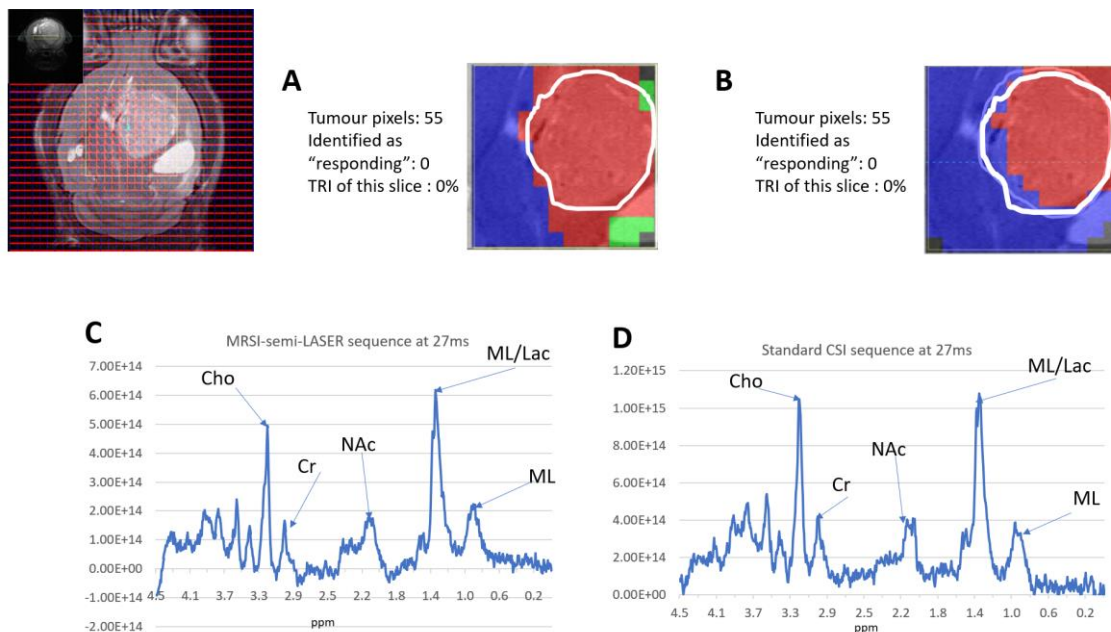 A
Tumour pixels: 55
Identified as
“responding”: 0
TRI of this slice : 0%
B
Tumour pixels: 55
Identified as
“responding”: 0
TRI of this slice : 0%
C
MRSI-semi-LASER sequence at 27ms
7.00E+14
6.00E+14
5.00E+14
4.00E+14
3.00E+14
2.00E+14
1.00E+14
0.00E+00
-1.00E+14
-2.00E+14
Cho
Cr
NAc
ML/Lac
ML
4.5 4.1 3.7 3.3 2.9 2.5 2.1 1.8 1.4 1.0 0.6 0.2
ppm
D
Standard CSI sequence at 27ms
1.20E+15
1.00E+15
8.00E+14
6.00E+14
4.00E+14
2.00E+14
0.00E+00
Cho
Cr
NAc
ML/Lac
ML
4.5 4.1 3.7 3.3 2.9 2.6 2.2 1.8 1.4 1.0 0.6 0.2
ppm